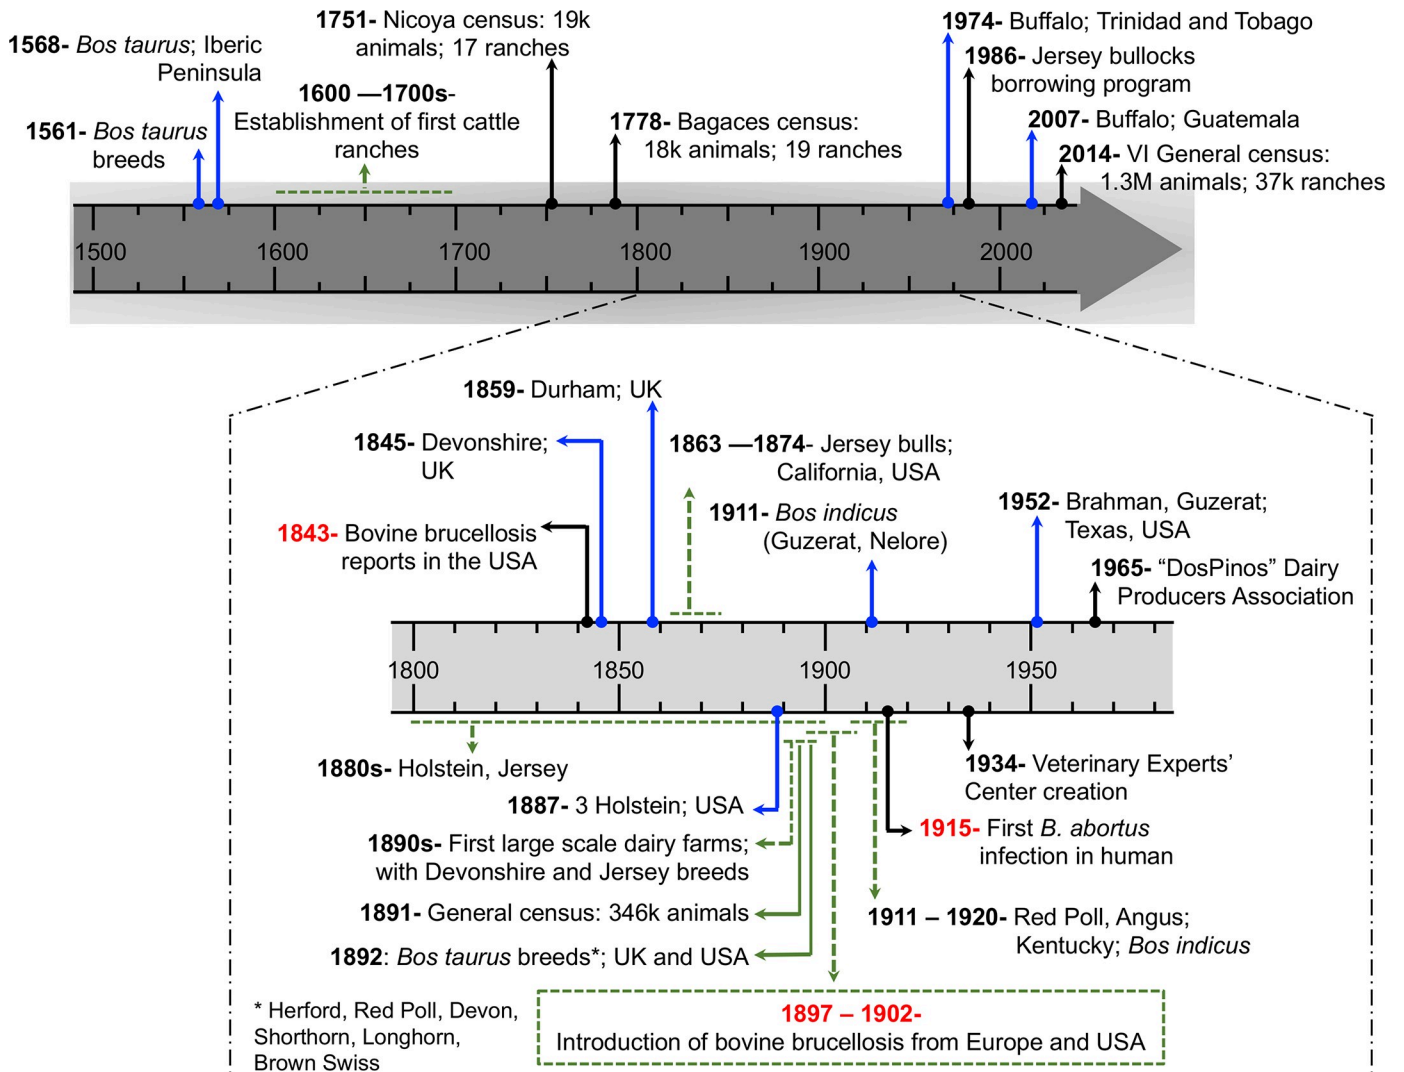 1751- Nicoya census: 19k
animals; 17 ranches
1974- Buffalo; Trinidad and Tobago
1568- Bos taurus; Iberic
Peninsula
1986- Jersey bullocks
borrowing program
1600 —1700s-
Establishment of first cattle
ranches
1561- Bos taurus
breeds
1778- Bagaces census:
18k animals; 19 ranches
2007- Buffalo; Guatemala
2014- VI General census:
1.3M animals; 37k ranches
1500 1600 1700 1800 1900 2000
1859- Durham; UK
1845- Devonshire;
UK
1863 —1874- Jersey bulls;
California, USA
1911- Bos indicus
(Guzerat, Nelore)
1952- Brahman, Guzerat;
Texas, USA
1843- Bovine brucellosis
reports in the USA
1965- “DosPinos” Dairy
Producers Association
1800 1850 1900 1950
1880s- Holstein, Jersey
1934- Veterinary Experts’
Center creation
1887- 3 Holstein; USA
1915- First B. abortus
infection in human
1890s- First large scale dairy farms;
with Devonshire and Jersey breeds
1891- General census: 346k animals
1911 – 1920- Red Poll, Angus;
Kentucky; Bos indicus
1892: Bos taurus breeds*; UK and USA
* Herford, Red Poll, Devon,
Shorthorn, Longhorn,
Brown Swiss
1897 – 1902-
Introduction of bovine brucellosis from Europe and USA